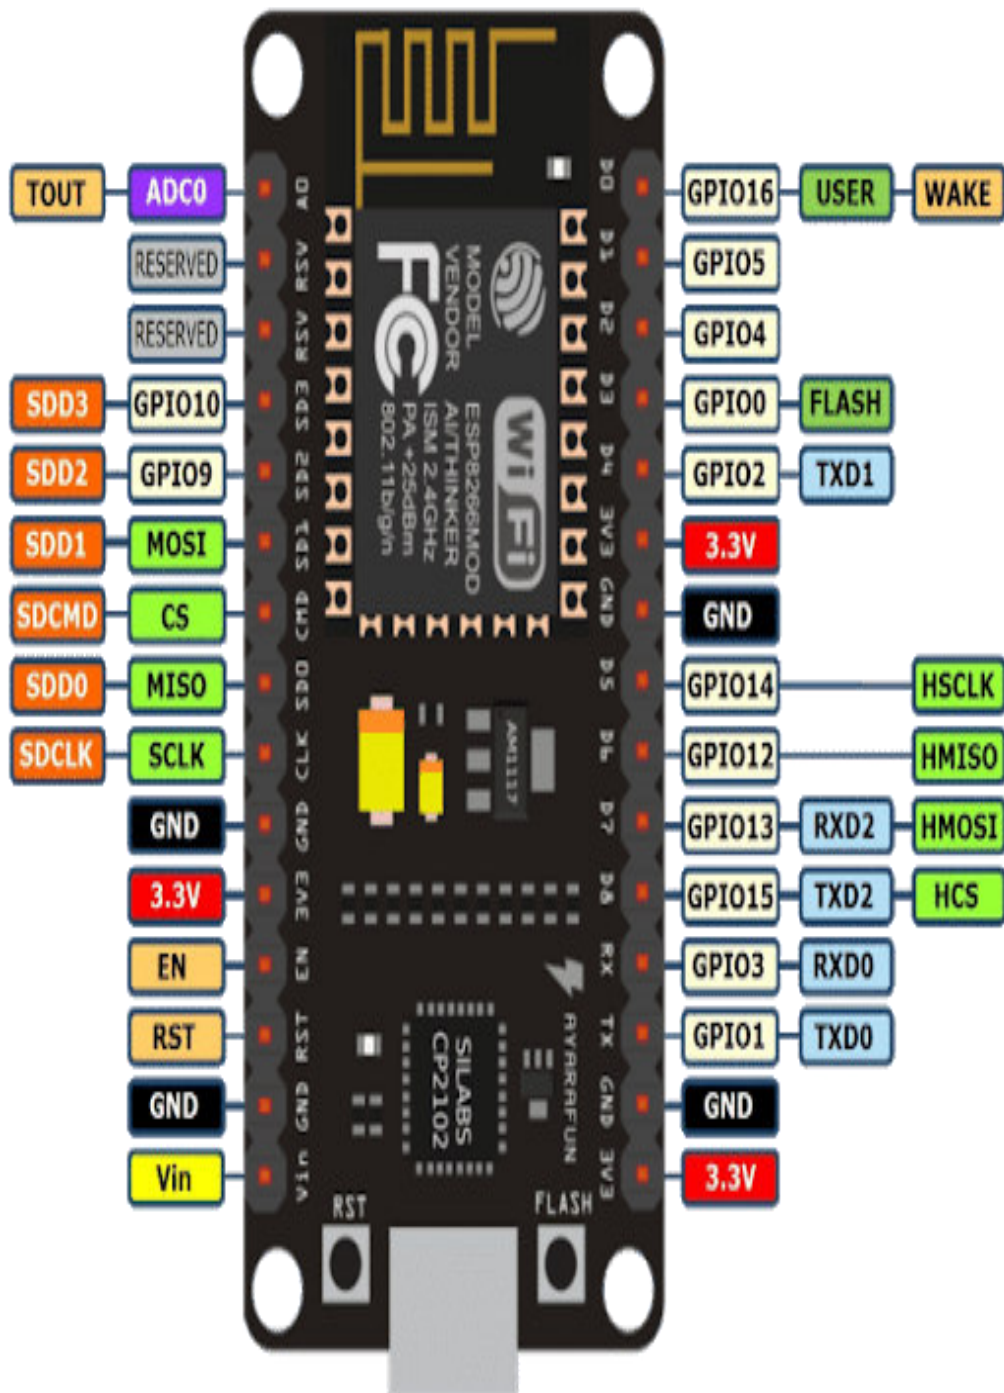 TOUT ADC0 A0 D0 GPIO16 USER WAKE
RESERVED RSV D1 GPIO5
RESERVED RSV D2 GPIO4
SDD3 GPIO10 SD3 D3 GPIO0 FLASH
SDD2 GPIO9 SD2 D4 GPIO2 TXD1
SDD1 MOSI SD1 3V3 3.3V
SDCMD CS CMD GND GND
SDD0 MISO SD0 D5 GPIO14 HSCLK
SDCLK SCLK CLK D6 GPIO12 HMISO
GND GND D7 GPIO13 RXD2 HMOSI
3.3V 3V3 D8 GPIO15 TXD2 HCS
EN EN RX GPIO3 RXD0
RST RST TX GPIO1 TXD0
GND GND GND GND
Vin Vin 3V3 3.3V
MODEL ESP8266MOD
VENDOR AI/THINKER
ISM 2.4GHz
PA +25dBm
802.11b/g/n
FC
Wi Fi
AM1117
SILABS
CP2102
AYARAFUN
RST
FLASH